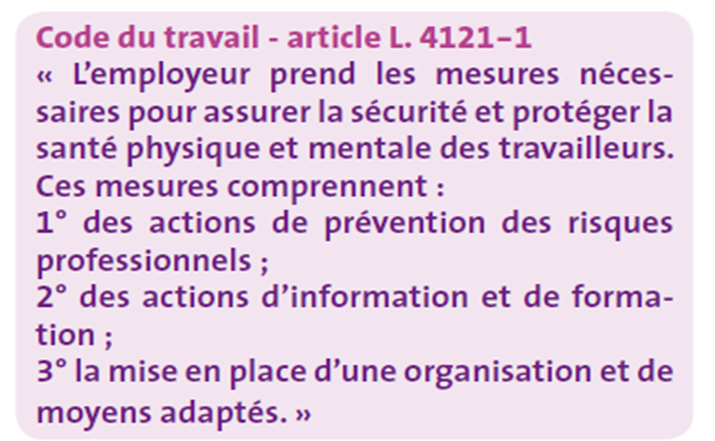 Code du travail - article L. 4121–1
« L’employeur prend les mesures néces-
saires pour assurer la sécurité et protéger la
santé physique et mentale des travailleurs.
Ces mesures comprennent :
1° des actions de prévention des risques
professionnels ;
2° des actions d’information et de forma-
tion ;
3° la mise en place d’une organisation et de
moyens adaptés. »